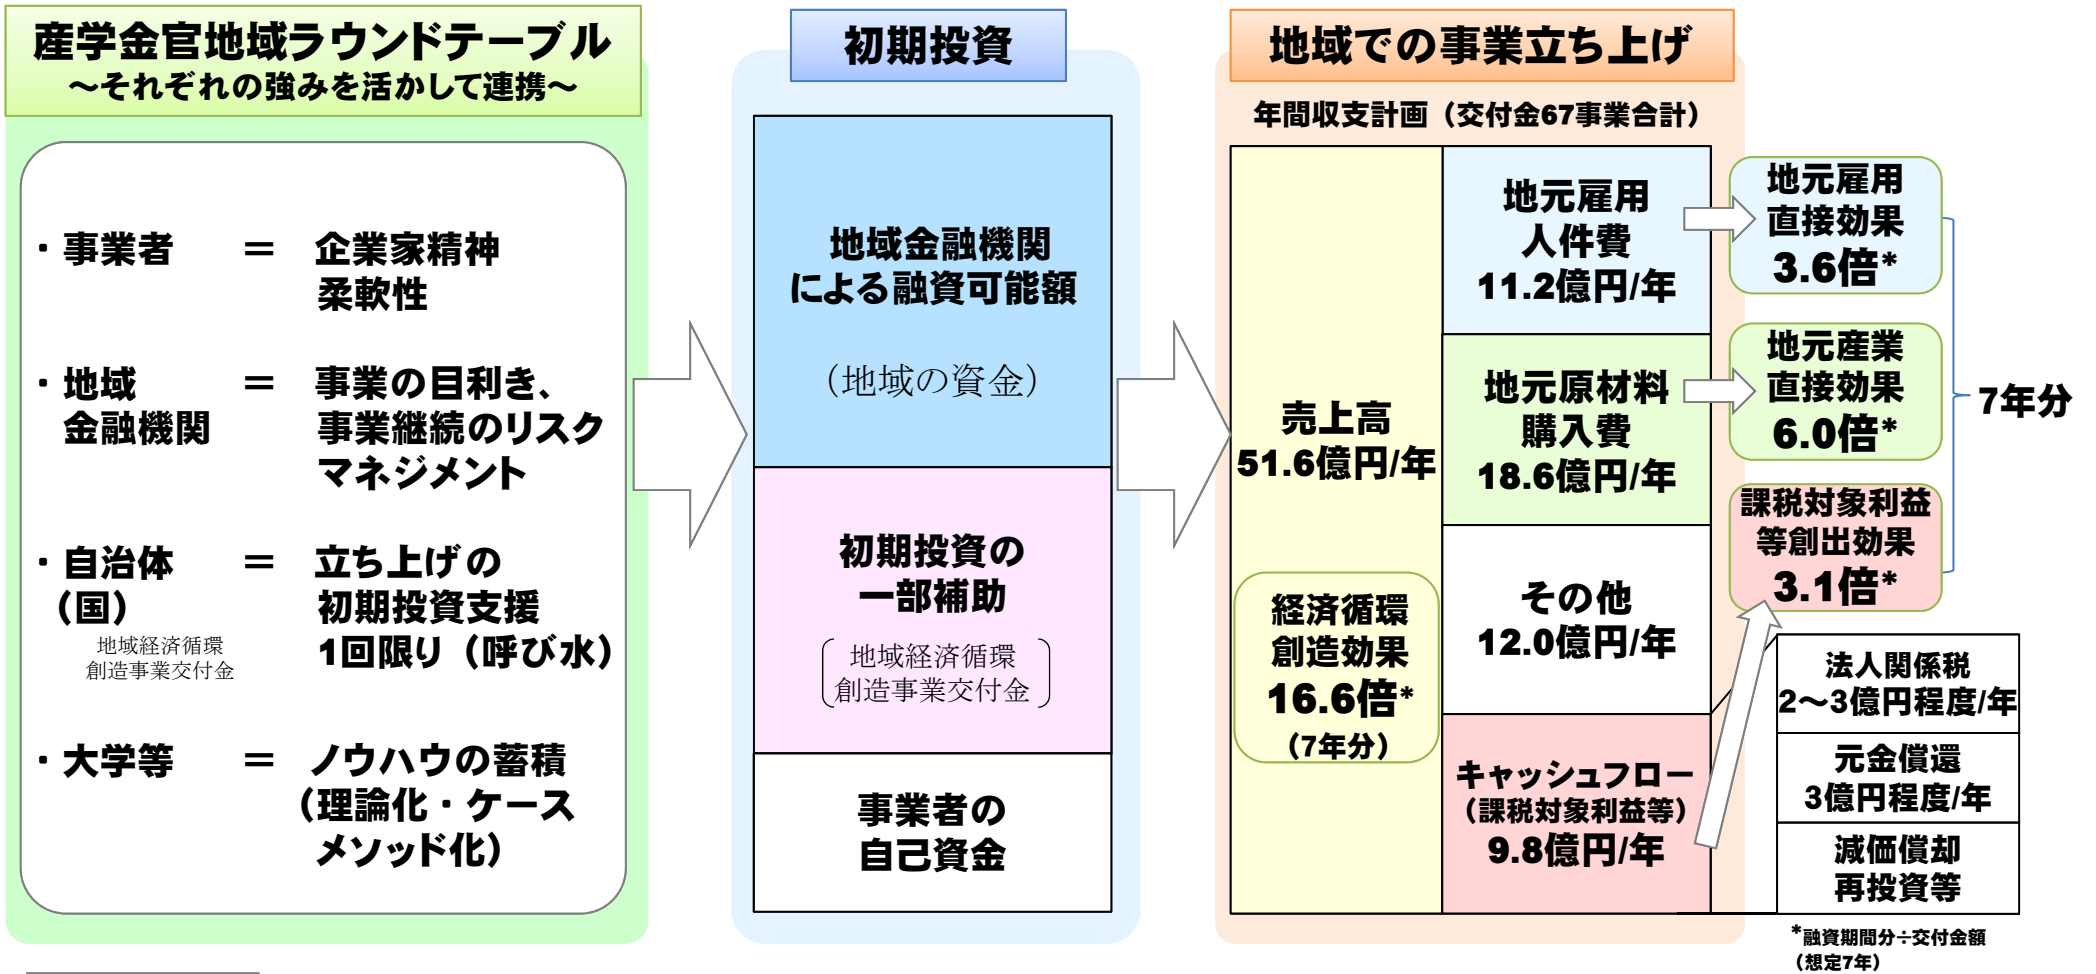 産学金官地域ラウンドテーブル
～それぞれの強みを活かして連携～
・事業者 ＝ 企業家精神
柔軟性
・地域 ＝ 事業の目利き、
金融機関 事業継続のリスク
マネジメント
・自治体 ＝ 立ち上げの
（国） 初期投資支援
地域経済循環 1回限り（呼び水）
創造事業交付金
・大学等 ＝ ノウハウの蓄積
（理論化・ケース
メソッド化）
初期投資
地域金融機関
による融資可能額
（地域の資金）
初期投資の
一部補助
地域経済循環
創造事業交付金
事業者の
自己資金
地域での事業立ち上げ
年間収支計画（交付金67事業合計）
売上高
51.6億円/年
経済循環
創造効果
16.6倍*
（7年分）
地元雇用
人件費
11.2億円/年
地元原材料
購入費
18.6億円/年
その他
12.0億円/年
キャッシュフロー
（課税対象利益等）
9.8億円/年
地元雇用
直接効果
3.6倍*
地元産業
直接効果
6.0倍*
課税対象利益
等創出効果
3.1倍*
7年分
法人関係税
2～3億円程度/年
元金償還
3億円程度/年
減価償却
再投資等
*融資期間分÷交付金額
（想定7年）